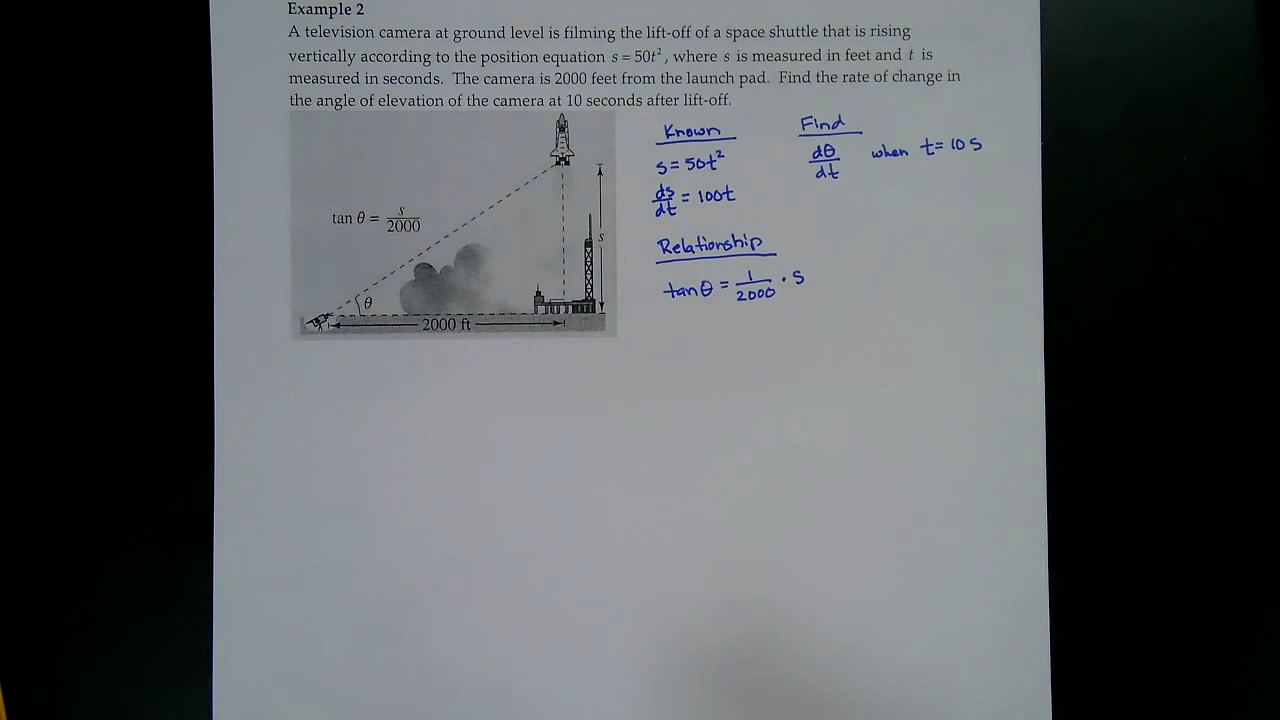 Example 2
A television camera at ground level is filming the lift-off of a space shuttle that is rising
vertically according to the position equation s = 50t², where s is measured in feet and t is
measured in seconds. The camera is 2000 feet from the launch pad. Find the rate of change in
the angle of elevation of the camera at 10 seconds after lift-off.
tan θ = s/2000
s
θ
2000 ft
Known
s = 50t²
ds/dt = 100t
Find
dθ/dt when t = 10 s
Relationship
tan θ = 1/2000 · s